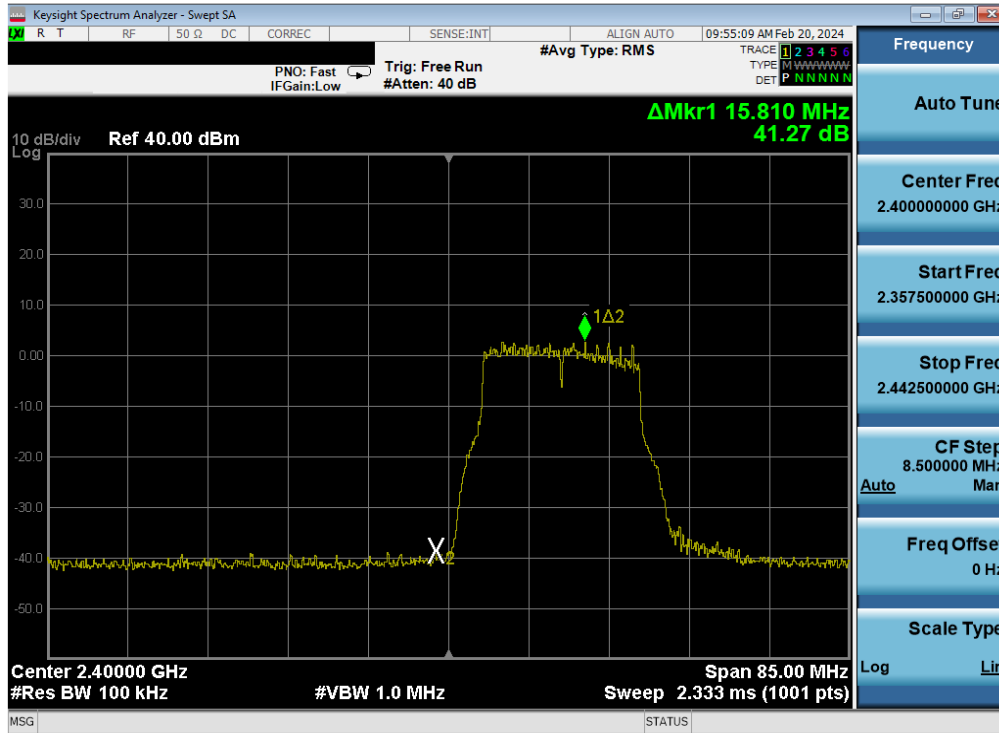 Keysight Spectrum Analyzer - Swept SA
LXI R T RF 50 Ω DC CORREC SENSE:INT ALIGN AUTO 09:55:09 AM Feb 20, 2024
PNO: Fast
IFGain:Low
Trig: Free Run
#Atten: 40 dB
#Avg Type: RMS
TRACE 1 2 3 4 5 6
TYPE M WWWWW
DET P N N N N N
Frequency
ΔMkr1 15.810 MHz
41.27 dB
10 dB/div Ref 40.00 dBm
Log
30.0
20.0
10.0
0.00
-10.0
-20.0
-30.0
-40.0
-50.0
1Δ2
X2
Center 2.40000 GHz Span 85.00 MHz
#Res BW 100 kHz #VBW 1.0 MHz Sweep 2.333 ms (1001 pts)
Auto Tune
Center Freq
2.400000000 GHz
Start Freq
2.357500000 GHz
Stop Freq
2.442500000 GHz
CF Step
8.500000 MHz
Auto Man
Freq Offset
0 Hz
Scale Type
Log Lin
MSG STATUS